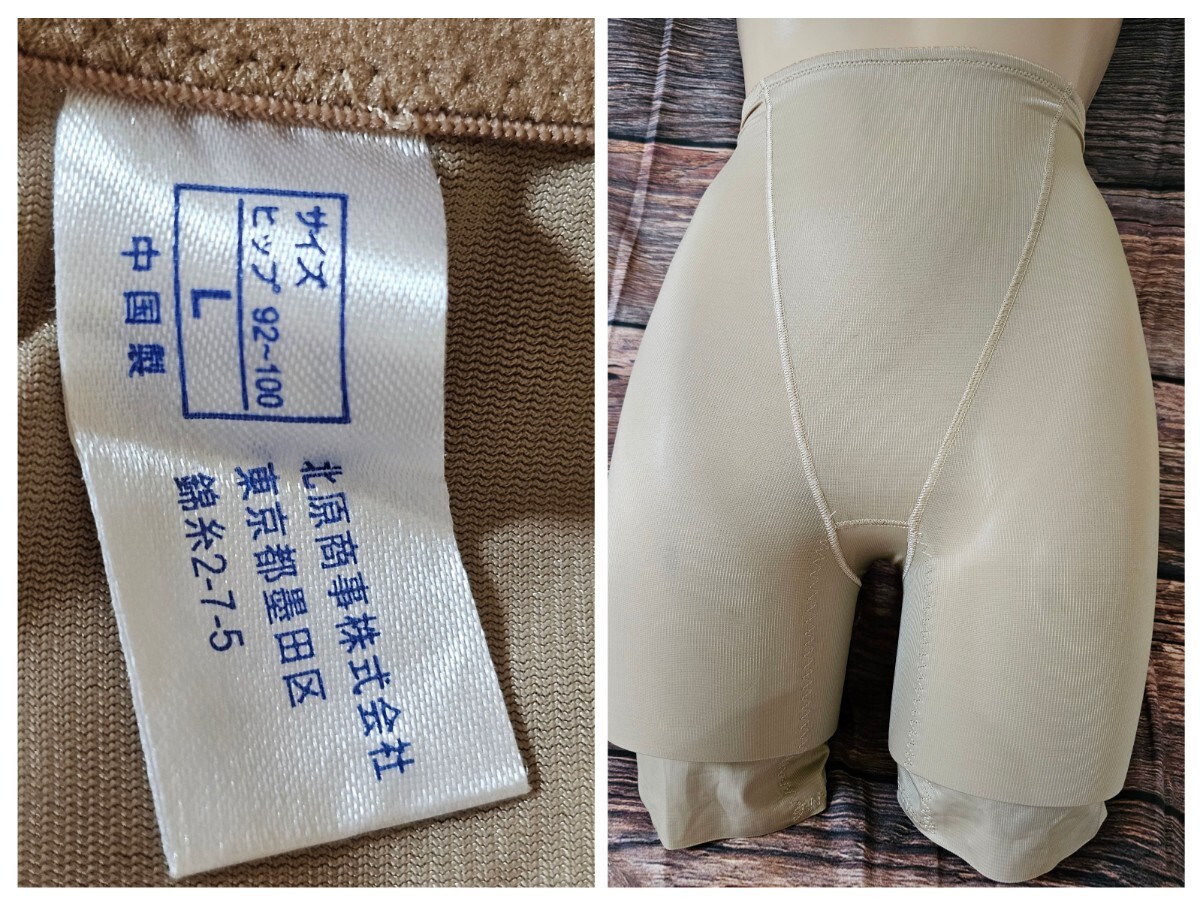 サイズ
ヒップ 92~100
L
中国製
北原商事株式会社
東京都墨田区
錦糸2-7-5